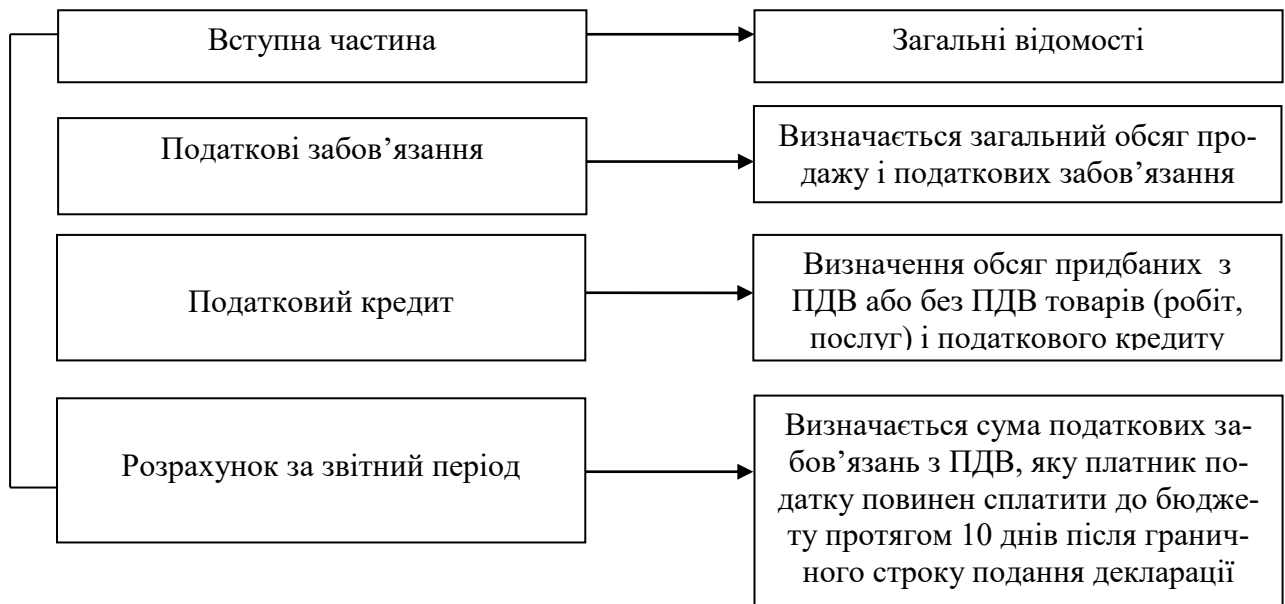 Вступна частина
Загальні відомості
Податкові забов’язання
Визначається загальний обсяг про-
дажу і податкових забов’язання
Податковий кредит
Визначення обсяг придбаних з
ПДВ або без ПДВ товарів (робіт,
послуг) і податкового кредиту
Розрахунок за звітний період
Визначається сума податкових за-
бов’язань з ПДВ, яку платник по-
датку повинен сплатити до бюдже-
ту протягом 10 днів після гранич-
ного строку подання декларації